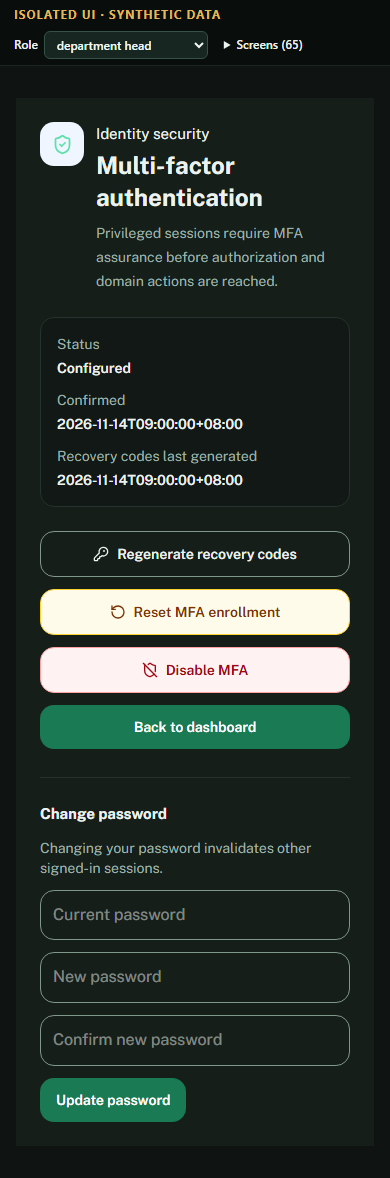 ISOLATED UI · SYNTHETIC DATA
Role department head Screens (65)
Identity security
Multi-factor
authentication
Privileged sessions require MFA
assurance before authorization and
domain actions are reached.
Status
Configured
Confirmed
2026-11-14T09:00:00+08:00
Recovery codes last generated
2026-11-14T09:00:00+08:00
Regenerate recovery codes
Reset MFA enrollment
Disable MFA
Back to dashboard
Change password
Changing your password invalidates other
signed-in sessions.
Current password
New password
Confirm new password
Update password